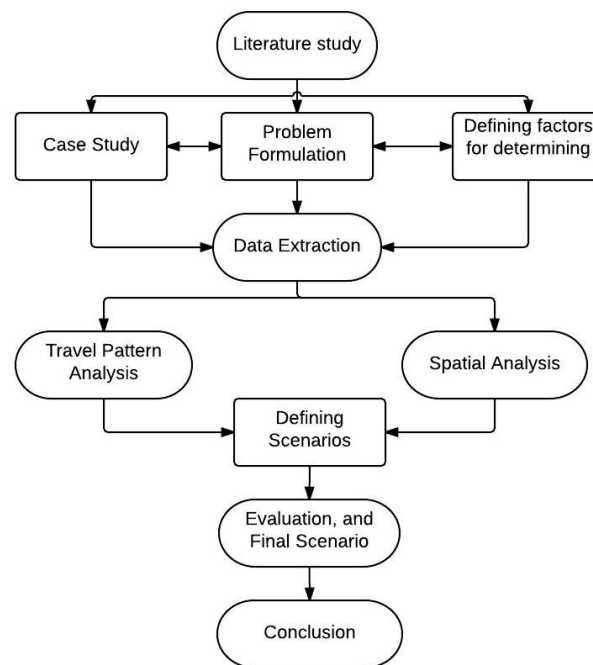 Literature study
Case Study
Problem
Formulation
Defining factors
for determining
Data Extraction
Travel Pattern
Analysis
Spatial Analysis
Defining
Scenarios
Evaluation, and
Final Scenario
Conclusion